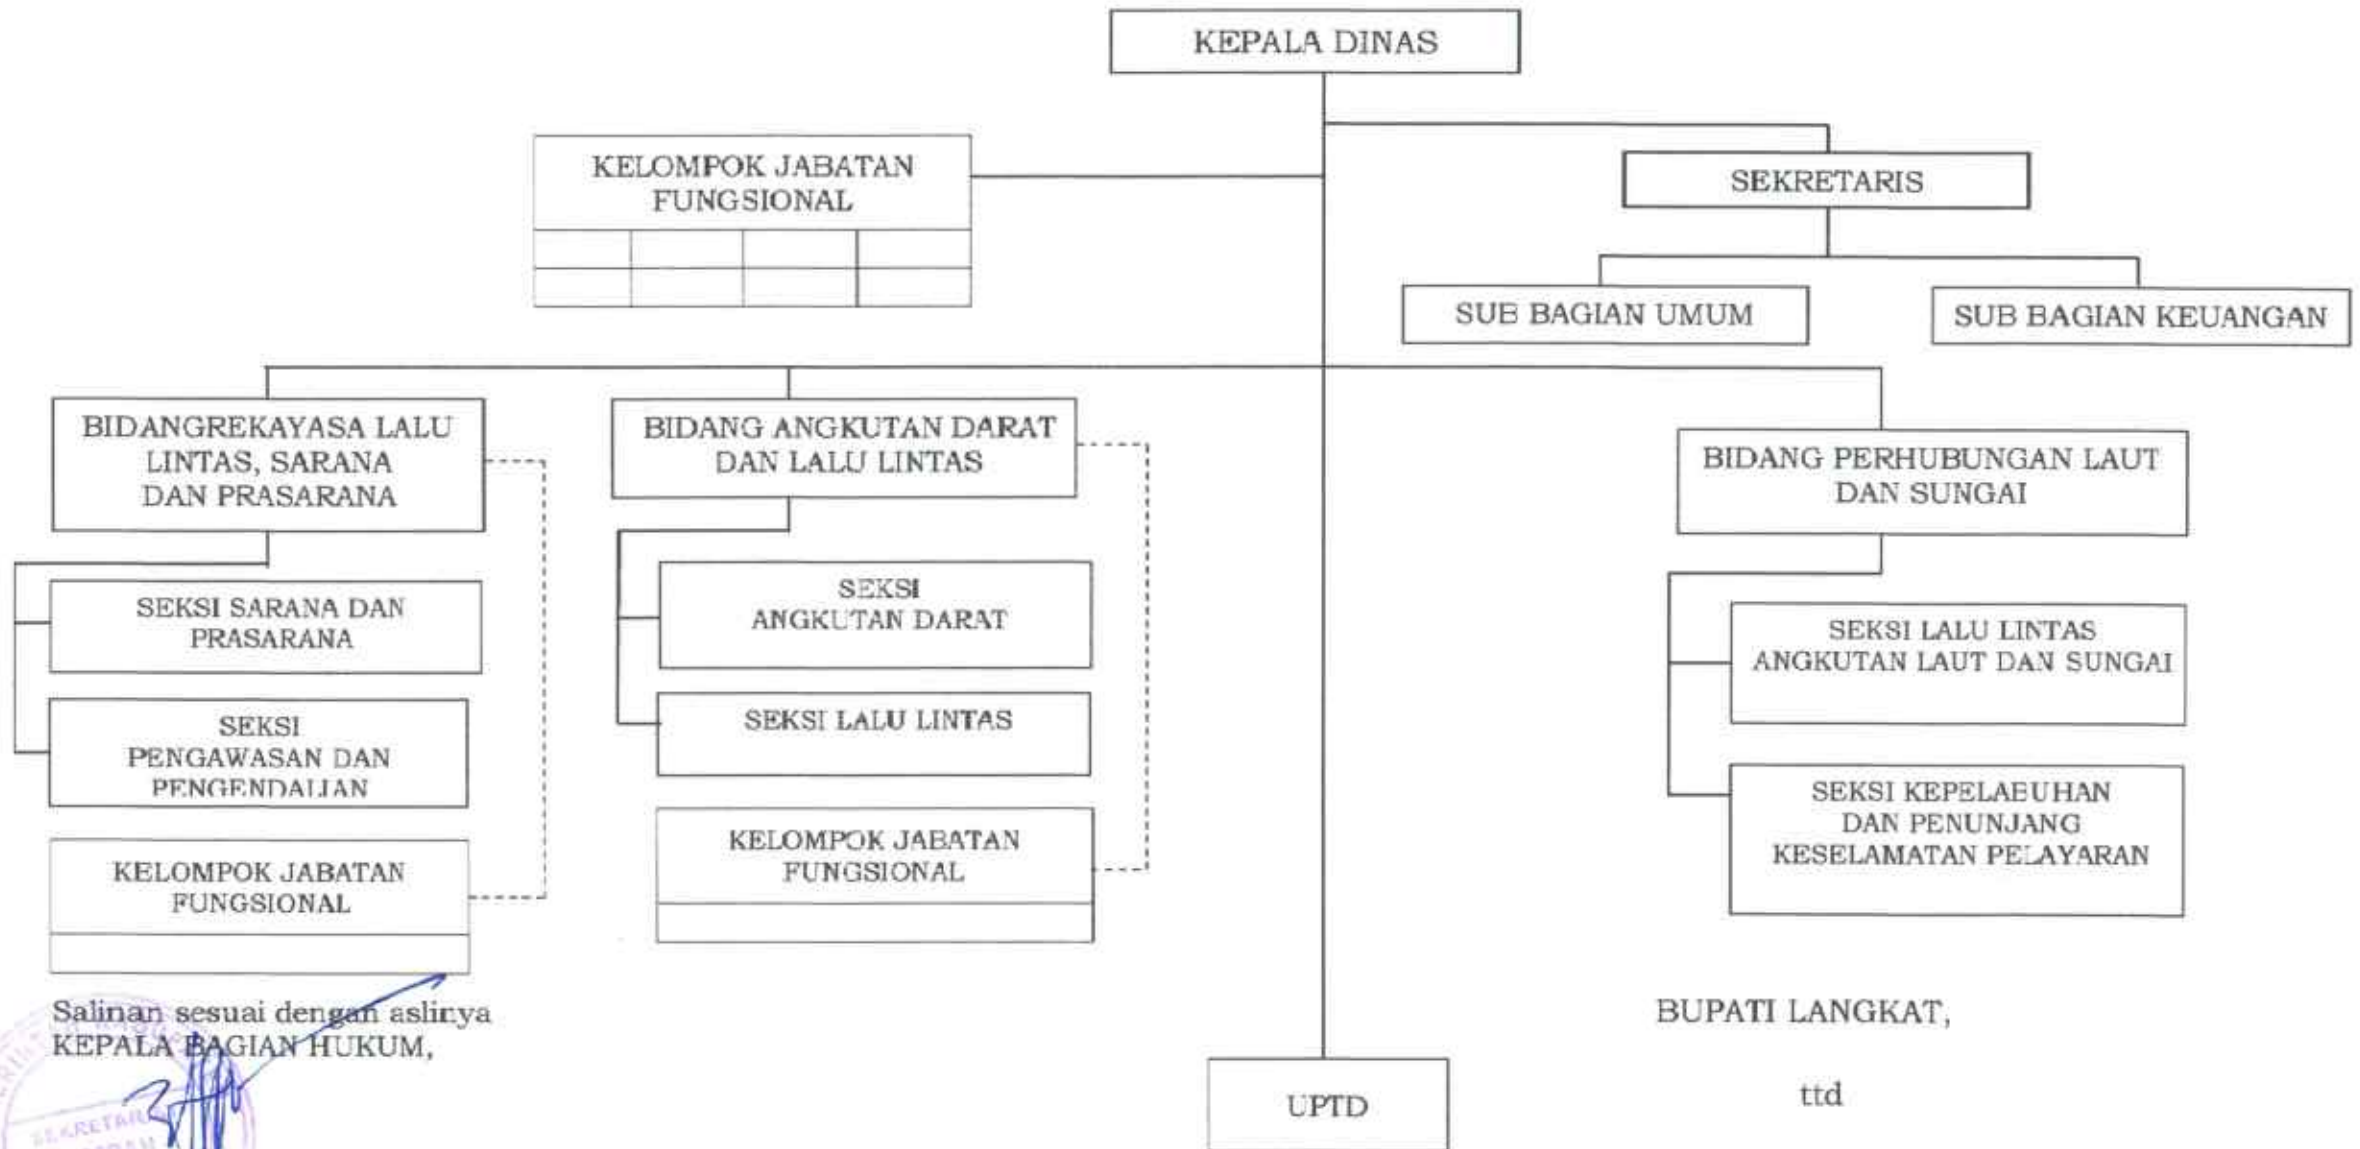 KEPALA DINAS
KELOMPOK JABATAN
FUNGSIONAL
SEKRETARIS
SUB BAGIAN UMUM
SUB BAGIAN KEUANGAN
BIDANGREKAYASA LALU
LINTAS, SARANA
DAN PRASARANA
BIDANG ANGKUTAN DARAT
DAN LALU LINTAS
BIDANG PERHUBUNGAN LAUT
DAN SUNGAI
SEKSI SARANA DAN
PRASARANA
SEKSI
PENGAWASAN DAN
PENGENDALIAN
KELOMPOK JABATAN
FUNGSIONAL
SEKSI
ANGKUTAN DARAT
SEKSI LALU LINTAS
KELOMPOK JABATAN
FUNGSIONAL
SEKSI LALU LINTAS
ANGKUTAN LAUT DAN SUNGAI
SEKSI KEPELABUHAN
DAN PENUNJANG
KESELAMATAN PELAYARAN
Salinan sesuai dengan aslinya
KEPALA BAGIAN HUKUM,
UPTD
BUPATI LANGKAT,
ttd